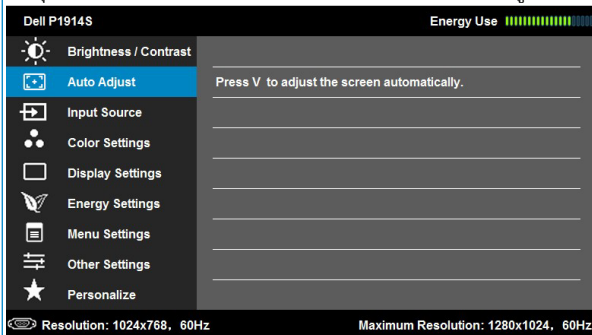 Dell P1914S
Energy Use
Brightness / Contrast
Auto Adjust
Press V to adjust the screen automatically.
Input Source
Color Settings
Display Settings
Energy Settings
Menu Settings
Other Settings
Personalize
Resolution: 1024x768, 60Hz
Maximum Resolution: 1280x1024, 60Hz